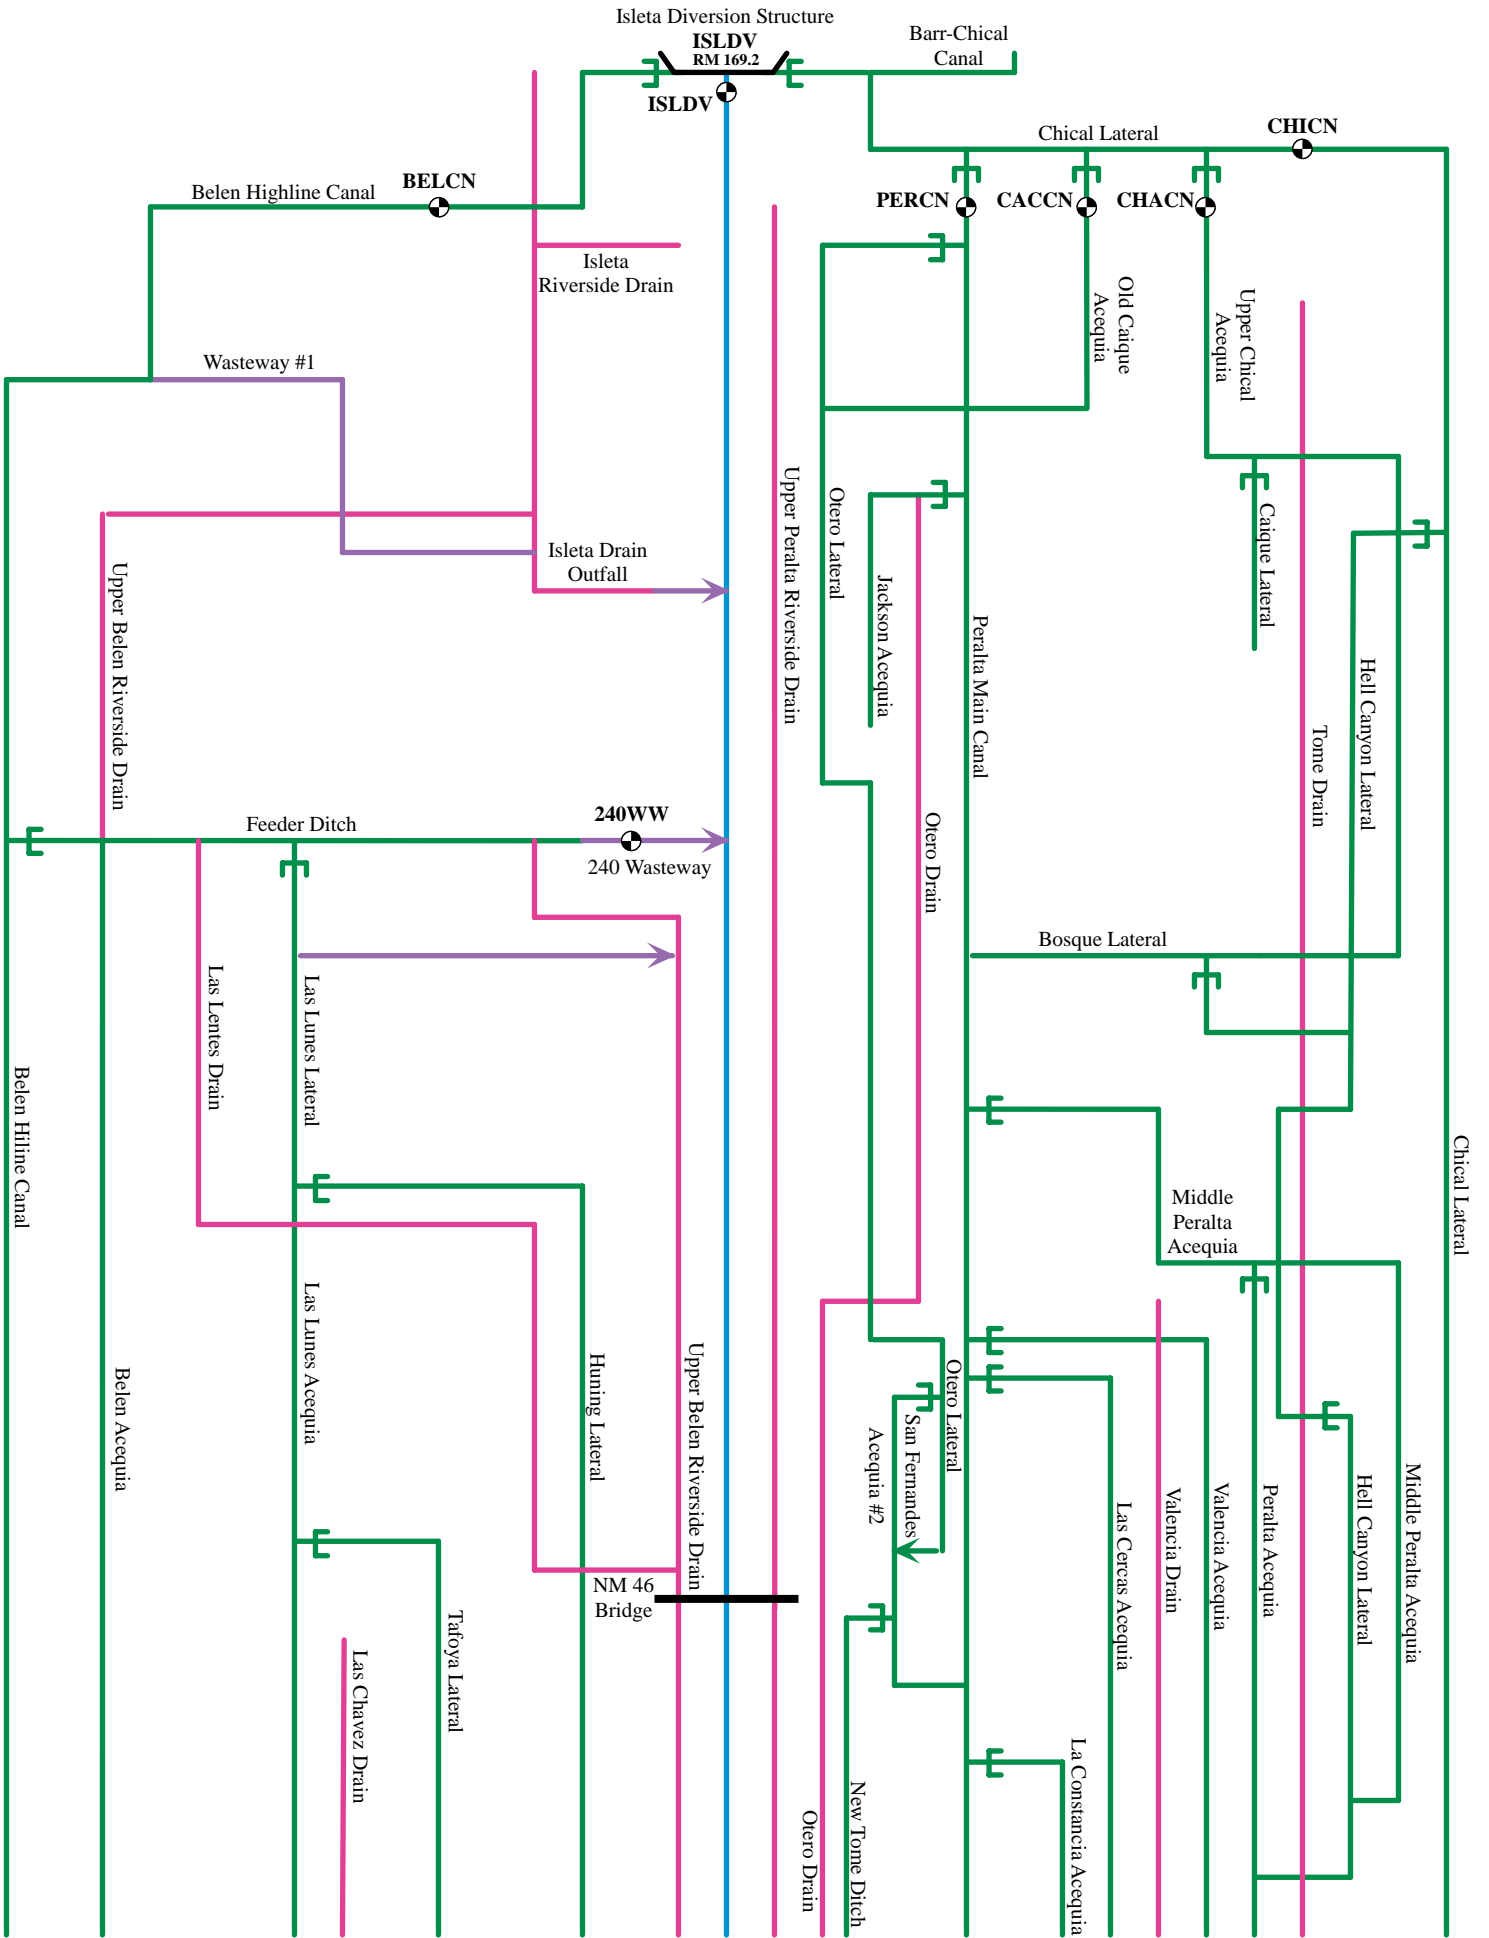 Isleta Diversion Structure
ISLDV
RM 169.2
Barr-Chical
Canal
ISLDV
Chical Lateral
CHICN
BELCN
Belen Highline Canal
PERCN
CACCN
CHACN
Isleta
Riverside Drain
Old Caique
Acequia
Upper Chical
Acequia
Wasteway #1
Upper Peralta Riverside Drain
Otero Lateral
Caique Lateral
Isleta Drain
Outfall
Upper Belen Riverside Drain
Jackson Acequia
Peralta Main Canal
Hell Canyon Lateral
Tome Drain
Feeder Ditch
240WW
240 Wasteway
Otero Drain
Bosque Lateral
Las Lentes Drain
Las Lunes Lateral
Belen Hiline Canal
Chical Lateral
Middle
Peralta
Acequia
Las Lunes Acequia
Belen Acequia
Huning Lateral
Upper Belen Riverside Drain
Otero Lateral
San Fernandes
Acequia #2
Las Cercas Acequia
Valencia Drain
Valencia Acequia
Peralta Acequia
Hell Canyon Lateral
Middle Peralta Acequia
NM 46
Bridge
Tafoya Lateral
Las Chavez Drain
Otero Drain
New Tome Ditch
La Constancia Acequia